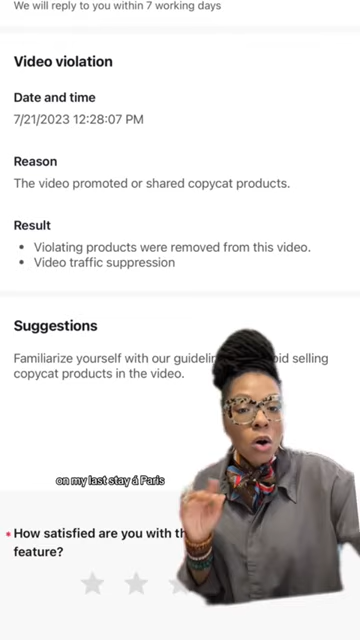 We will reply to you within 7 working days
Video violation
Date and time
7/21/2023 12:28:07 PM
Reason
The video promoted or shared copycat products.
Result
• Violating products were removed from this video.
• Video traffic suppression
Suggestions
Familiarize yourself with our selling
copycat products in the video.
on my last stay á Paris
* How satisfied are you with
feature?